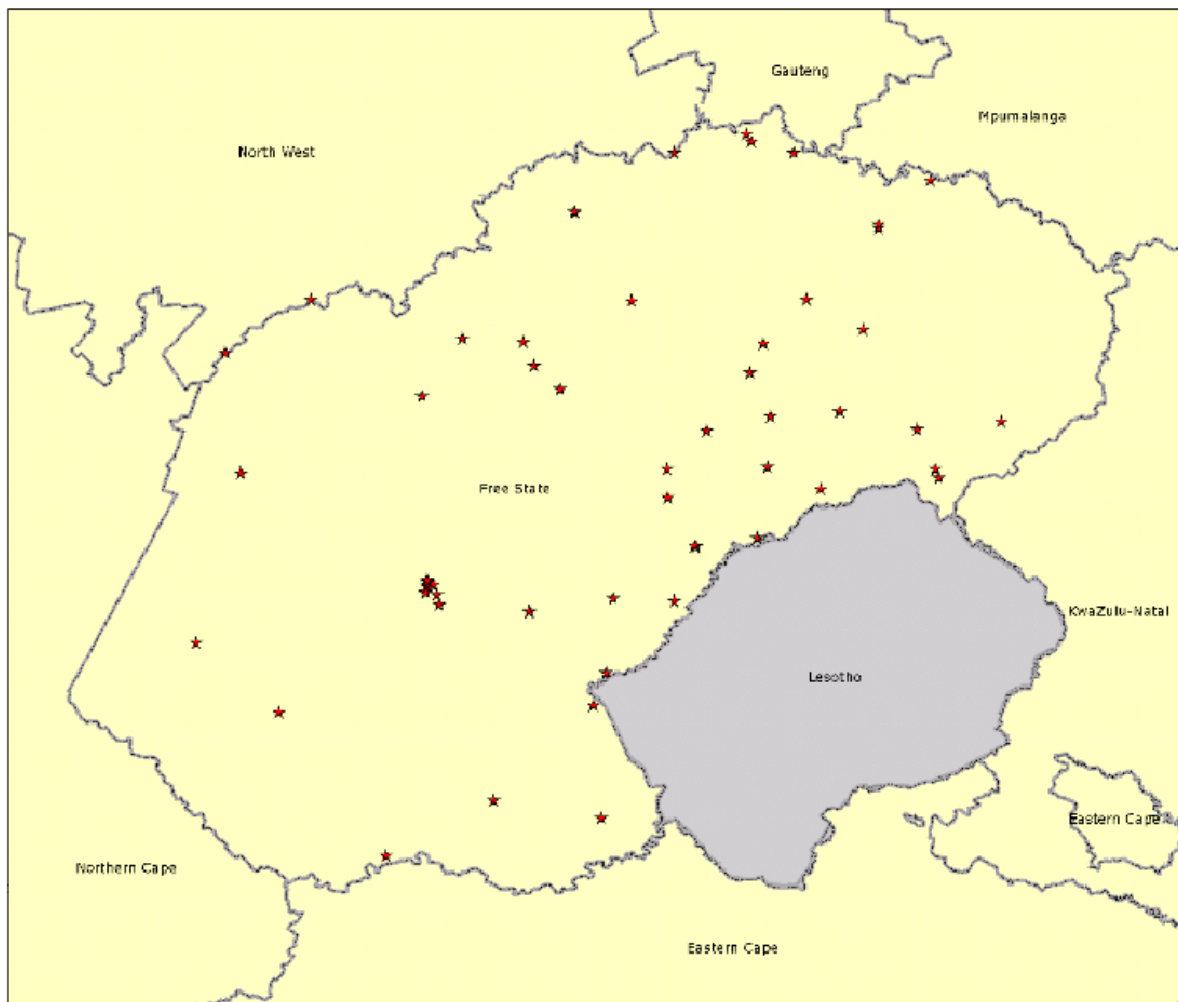 Gauteng
Mpumalanga
North West
Free State
KwaZulu-Natal
Lesotho
Eastern Cape
Northern Cape
Eastern Cape